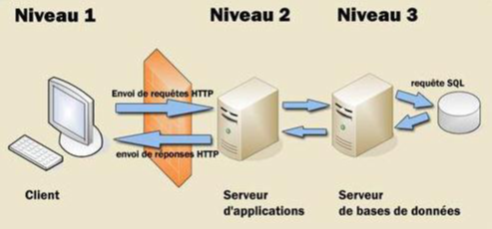 Niveau 1
Niveau 2
Niveau 3
Envoi de requêtes HTTP
requête SQL
envoi de réponses HTTP
Client
Serveur
d'applications
Serveur
de bases de données